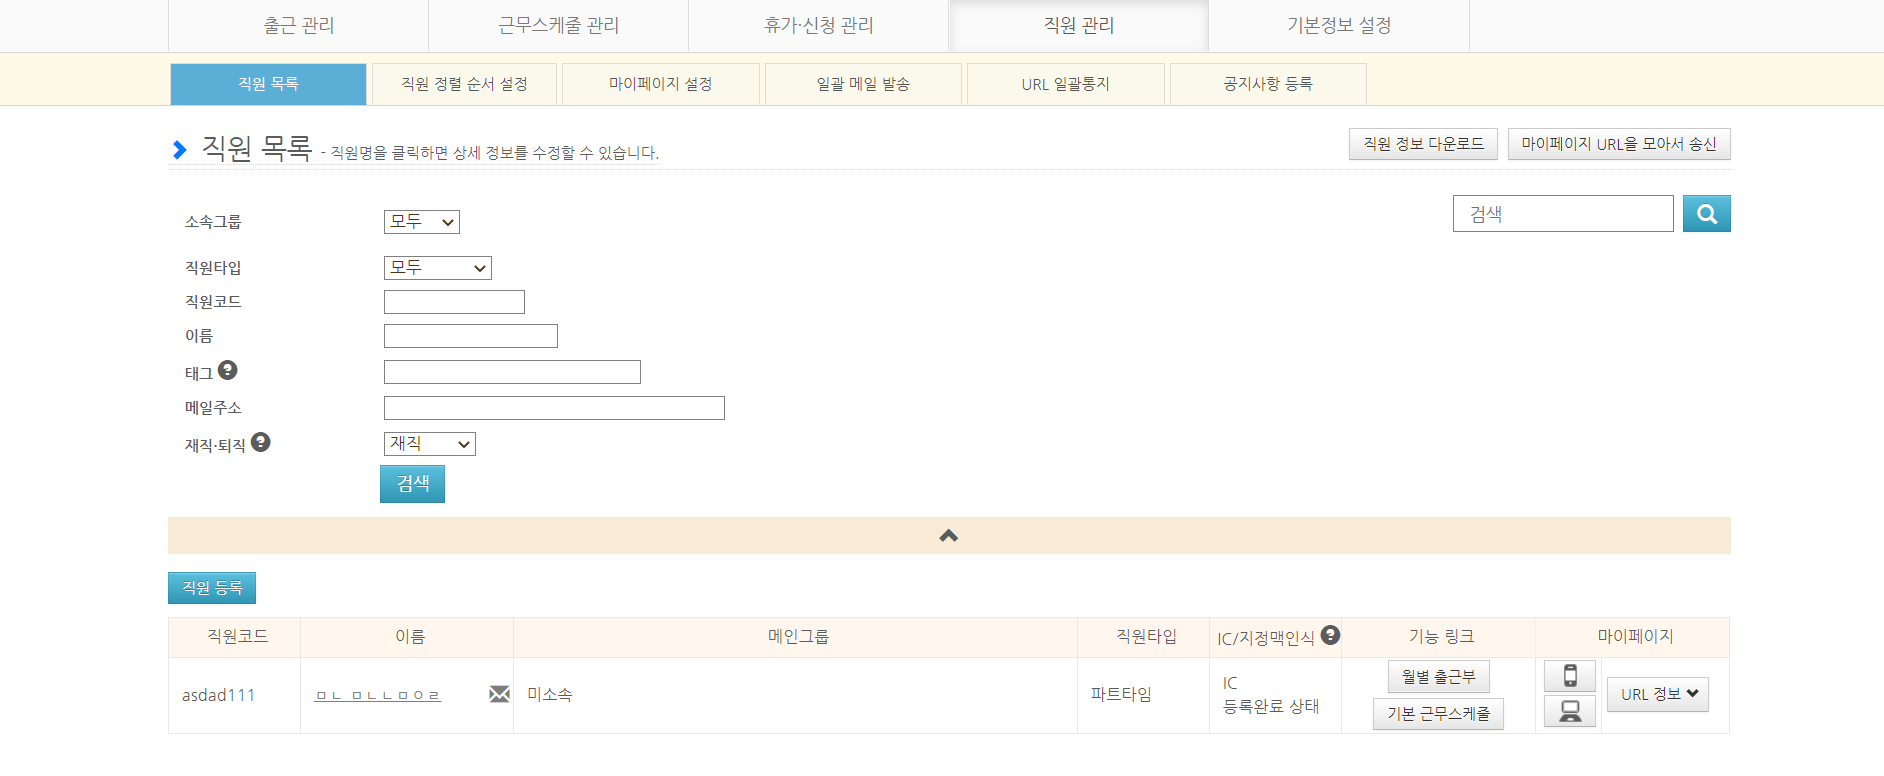 출근 관리 근무스케줄 관리 휴가·신청 관리 직원 관리 기본정보 설정
직원 목록 직원 정렬 순서 설정 마이페이지 설정 일괄 메일 발송 URL 일괄통지 공지사항 등록
직원 목록 - 직원명을 클릭하면 상세 정보를 수정할 수 있습니다. 직원 정보 다운로드 마이페이지 URL을 모아서 송신
소속그룹 모두 검색
직원타입 모두
직원코드
이름
태그 ?
메일주소
재직·퇴직 ? 재직
검색
직원 등록
직원코드 이름 메인그룹 직원타입 IC/지정맥인식 ? 기능 링크 마이페이지
asdad111 ㅁㄴ ㅁㄴㄴㅁㅇㄹ 미소속 파트타임 IC
등록완료 상태
월별 출근부
기본 근무스케줄
URL 정보